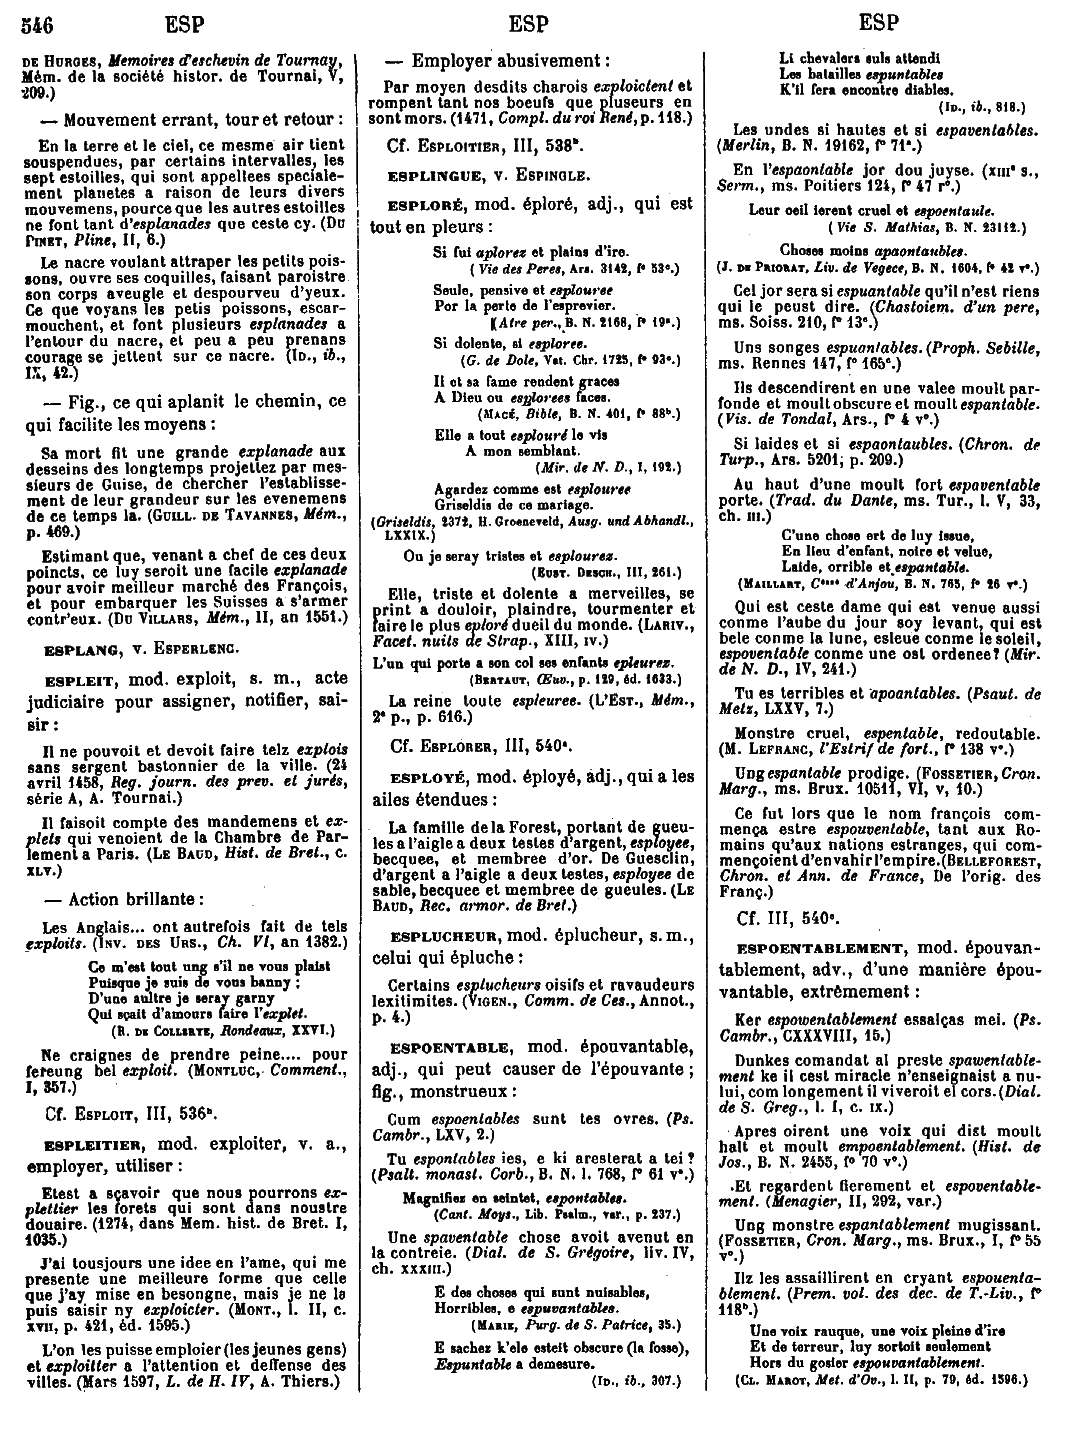 546 ESP ESP ESP
DE HURGES, Memoires d'eschevin de Tournay,
Mém. de la société histor. de Tournai, V,
209.)
— Mouvement errant, tour et retour :
En la terre et le ciel, ce mesme air tient
souspendues, par certains intervalles, les
sept estoilles, qui sont appellees speciale-
ment planetes a raison de leurs divers
mouvemens, pource que les autres estoilles
ne font tant d'esplanades que ceste cy. (DU
PINET, Pline, II, 6.)
Le nacre voulant attraper les petits pois-
sons, ouvre ses coquilles, faisant paroistre
son corps aveugle et despourveu d'yeux.
Ce que voyans les petis poissons, escar-
mouchent, et font plusieurs esplanades a
l'entour du nacre, et peu a peu prenans
courage se jettent sur ce nacre. (ID., ib.,
IX, 42.)
— Fig., ce qui aplanit le chemin, ce
qui facilite les moyens :
Sa mort fit une grande explanade aux
desseins des longtemps projettez par mes-
sieurs de Guise, de chercher l'establisse-
ment de leur grandeur sur les evenemens
de ce temps la. (GUILL. DE TAVANNES, Mém.,
p. 469.)
Estimant que, venant a chef de ces deux
poincts, ce luy seroit une facile explanade
pour avoir meilleur marché des François,
et pour embarquer les Suisses a s'armer
contr'eux. (DU VILLARS, Mém., II, an 1551.)
ESPLANG, V. ESPERLENC.
ESPLEIT, mod. exploit, s. m., acte
judiciaire pour assigner, notifier, sai-
sir :
Il ne pouvoit et devoit faire telz explois
sans sergent bastonnier de la ville. (24
avril 1458, Reg. journ. des prev. et jurés,
série A, A. Tournai.)
Il faisoit compte des mandemens et ex-
plets qui venoient de la Chambre de Par-
lement a Paris. (LE BAUD, Hist. de Bret., c.
XLV.)
— Action brillante :
Les Anglais... ont autrefois fait de tels
exploits. (INV. DES URS., Ch. VI, an 1382.)
Ce m'est tout ung s'il ne vous plaist
Puisque je suis de vous banny ;
D'une aultre je seray garny
Qui sçait d'amours faire l'explet.
(R. DE COLLERYE, Rondeaux, XXVI.)
Ne craignes de prendre peine.... pour
fereung bel exploit. (MONTLUC, Comment.,
I, 357.)
Cf. ESPLOIT, III, 536b.
ESPLEITIER, mod. exploiter, v. a.,
employer, utiliser :
Etest a sçavoir que nous pourrons ex-
plettier les forets qui sont dans noustre
douaire. (1274, dans Mem. hist. de Bret. I,
1035.)
J'ai tousjours une idee en l'ame, qui me
presente une meilleure forme que celle
que j'ay mise en besongne, mais je ne la
puis saisir ny exploicter. (MONT., l. II, c.
XVII, p. 421, éd. 1595.)
L'on les puisse emploier (les jeunes gens)
et exploitter a l'attention et deffense des
villes. (Mars 1597, L. de H. IV, A. Thiers.)
— Employer abusivement :
Par moyen desdits charois exploictent et
rompent tant nos boeufs que pluseurs en
sont mors. (1471, Compl. du roi René, p. 118.)
Cf. ESPLOITIER, III, 538b.
ESPLINGUE, V. ESPINGLE.
ESPLORÉ, mod. éploré, adj., qui est
tout en pleurs :
Si fui aplorez et plains d'ire.
(Vie des Peres, Ars. 3142, f° 53c.)
Seule, pensive et esplouree
Por la perte de l'esprevier.
(Atre per., B. N. 2168, f° 19a.)
Si dolente, si esploree.
(G. de Dole, Vat. Chr. 1725, f° 93c.)
Il et sa fame rendent graces
A Dieu ou esplorees faces.
(MACÉ, Bible, B. N. 401, f° 88b.)
Elle a tout esplouré le vis
A mon semblant.
(Mir. de N. D., I, 192.)
Agardez comme est esplouree
Griseldis de ce mariage.
(Griseldis, 2372, H. Groeneveld, Ausg. und Abhandl.,
LXXIX.)
Ou je seray tristes et esplourez.
(EUST. DESCH., III, 261.)
Elle, triste et dolente a merveilles, se
print a douloir, plaindre, tourmenter et
faire le plus eploré dueil du monde. (LARIV.,
Facet. nuits de Strap., XIII, IV.)
L'un qui porte a son col ses enfants epleurez.
(BERTAUT, Œuv., p. 129, éd. 1633.)
La reine toute espleuree. (L'EST., Mém.,
2e p., p. 616.)
Cf. ESPLORER, III, 540a.
ESPLOYÉ, mod. éployé, adj., qui a les
ailes étendues :
La famille de la Forest, portant de gueu-
les a l'aigle a deux testes d'argent, esployee,
becquee, et membree d'or. De Guesclin,
d'argent a l'aigle a deux testes, esployee de
sable, becquee et membree de gueules. (LE
BAUD, Rec. armor. de Bret.)
ESPLUCHEUR, mod. éplucheur, s. m.,
celui qui épluche :
Certains esplucheurs oisifs et ravaudeurs
lexitimites. (VIGEN., Comm. de Ces., Annot.,
p. 4.)
ESPOENTABLE, mod. épouvantable,
adj., qui peut causer de l'épouvante ;
fig., monstrueux :
Cum espoentables sunt tes ovres. (Ps.
Cambr., LXV, 2.)
Tu espontables ies, e ki aresterat a tei ?
(Psalt. monast. Corb., B. N. l. 768, f° 61 v°.)
Magnifiez en seintet, espontables.
(Cant. Moys., Lib. Psalm., var., p. 237.)
Une spaventable chose avoit avenut en
la contreie. (Dial. de S. Grégoire, liv. IV,
ch. XXXIII.)
E des choses qui sunt nuisables,
Horribles, e espuvantables.
(MARIE, Purg. de S. Patrice, 35.)
E sachez k'ele esteit obscure (la fosse),
Espuntable a demesure.
(ID., ib., 307.)
Li chevalers suls attendi
Les batailles espuntables
K'il fera encontre diables.
(ID., ib., 818.)
Les undes si hautes et si espaventables.
(Merlin, B. N. 19162, f° 71a.)
En l'espaontable jor dou juyse. (XIIIe s.,
Serm., ms. Poitiers 124, f° 47 r°.)
Leur oeil ierent cruel et espoentaule.
(Vie S. Mathias, B. N. 23112.)
Choses moins apaontaubles.
(J. DE PRIORAT, Liv. de Vegece, B. N. 1604, f° 42 v°.)
Cel jor sera si espuantable qu'il n'est riens
qui le peust dire. (Chastoiem. d'un pere,
ms. Soiss. 210, f° 13c.)
Uns songes espuantables. (Proph. Sebille,
ms. Rennes 147, f° 165c.)
Ils descendirent en une valee moult par-
fonde et moult obscure et moult espantable.
(Vis. de Tondal, Ars., f° 4 v°.)
Si laides et si espaontaubles. (Chron. de
Turp., Ars. 5201, p. 209.)
Au haut d'une moult fort espaventable
porte. (Trad. du Dante, ms. Tur., l. V, 33,
ch. III.)
C'une chose ert de luy issue,
En lieu d'enfant, noire et velue,
Laide, orrible et espantable.
(MAILLART, Ctesse d'Anjou, B. N. 765, f° 26 v°.)
Qui est ceste dame qui est venue aussi
conme l'aube du jour soy levant, qui est
bele conme la lune, esleue conme le soleil,
espoventable conme une ost ordenee? (Mir.
de N. D., IV, 241.)
Tu es terribles et apoantables. (Psaut. de
Metz, LXXV, 7.)
Monstre cruel, espentable, redoutable.
(M. LEFRANC, l'Estrif de fort., f° 138 v°.)
Ung espantable prodige. (FOSSETIER, Cron.
Marg., ms. Brux. 10511, VI, v, 10.)
Ce fut lors que le nom françois com-
mença estre espouventable, tant aux Ro-
mains qu'aux nations estranges, qui com-
mençoient d'envahir l'empire. (BELLEFOREST,
Chron. et Ann. de France, De l'orig. des
Franç.)
Cf. III, 540c.
ESPOENTABLEMENT, mod. épouvan-
tablement, adv., d'une manière épou-
vantable, extrêmement :
Ker espowentablement essalças mei. (Ps.
Cambr., CXXXVIII, 15.)
Dunkes comandat al preste spawentable-
ment ke il cest miracle n'enseignaist a nu-
lui, com longement il viveroit el cors. (Dial.
de S. Greg., l. I, c. IX.)
Apres oirent une voix qui dist moult
halt et moult empoentablement. (Hist. de
Jos., B. N. 2455, f° 70 v°.)
Et regardent fierement et espoventable-
ment. (Menagier, II, 292, var.)
Ung monstre espantablement mugissant.
(FOSSETIER, Cron. Marg., ms. Brux., I, f° 55
v°.)
Ilz les assaillirent en cryant espouenta-
blement. (Prem. vol. des dec. de T.-Liv., f°
118b.)
Une voix rauque, une voix pleine d'ire
Et de terreur, luy sortoit seulement
Hors du gosier espouvantablement.
(CL. MAROT, Met. d'Ov., l. II, p. 79, éd. 1596.)